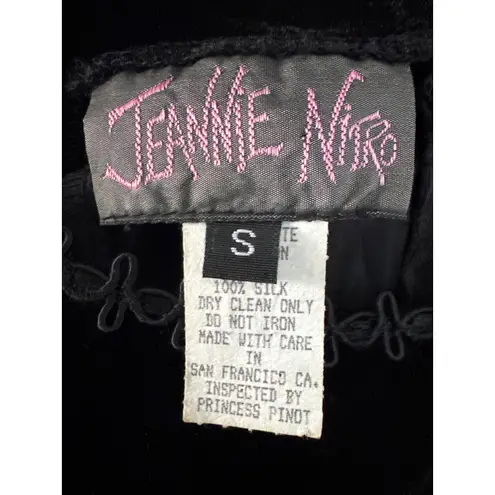 JEANNIE NITRO
S
TE
N
100% SILK
DRY CLEAN ONLY
DO NOT IRON
MADE WITH CARE
IN
SAN FRANCICO CA.
INSPECTED BY
PRINCESS PINOT